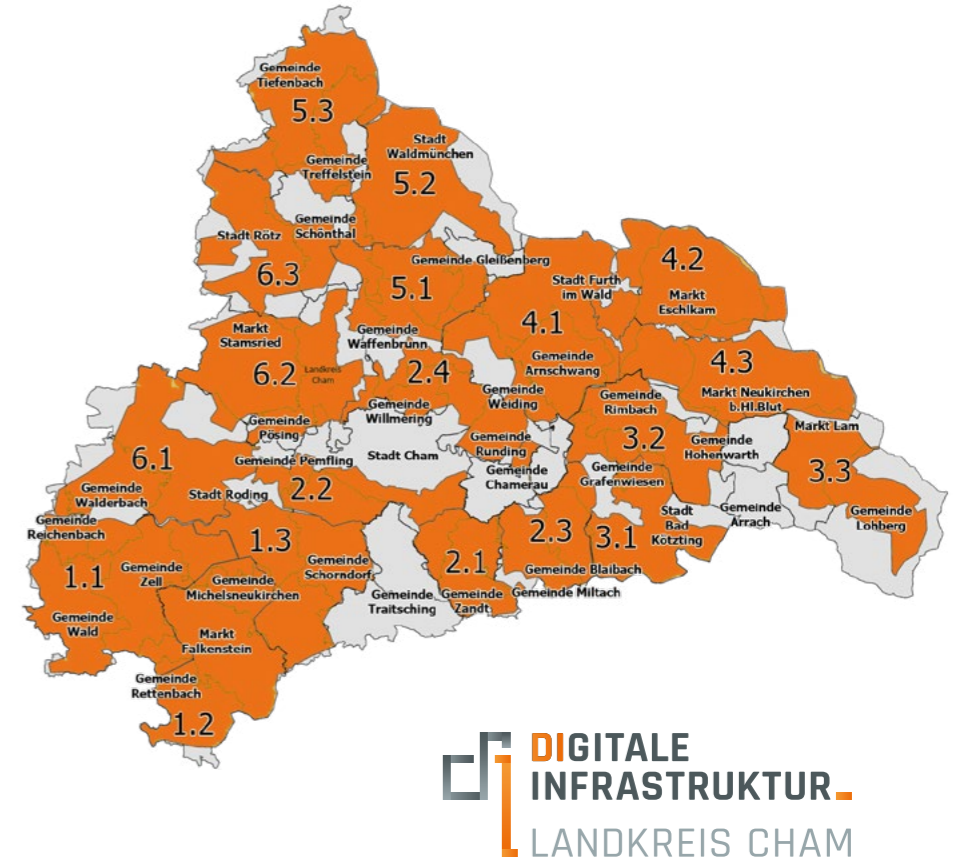 Gemeinde
Tiefenbach
5.3
Stadt
Waldmünchen
Gemeinde
Treffelstein
5.2
Gemeinde
Schönthal
Stadt Rötz
6.3
Gemeinde Gleißenberg
5.1
Stadt Furth
im Wald
4.2
Markt
Eschlkam
4.1
Markt
Stamsried
Gemeinde
Waffenbrunn
6.2
Landkreis
Cham
2.4
Gemeinde
Arnschwang
4.3
Markt Neukirchen
b.Hl.Blut
Gemeinde
Weiding
Gemeinde
Rimbach
Gemeinde
Willmering
Gemeinde
Pösing
3.2
Markt Lam
Gemeinde
Runding
Gemeinde
Hohenwarth
6.1
Gemeinde Pemfling
Stadt Cham
Gemeinde
Chamerau
Gemeinde
Grafenwiesen
3.3
Gemeinde
Walderbach
Stadt Roding
2.2
Stadt
Bad
Kötzting
Gemeinde
Arrach
Gemeinde
Lohberg
Gemeinde
Reichenbach
1.3
2.3
3.1
1.1
Gemeinde
Zell
Gemeinde
Michelsneukirchen
Gemeinde
Schorndorf
2.1
Gemeinde Blaibach
Gemeinde
Traitsching
Gemeinde
Zandt
Gemeinde Miltach
Gemeinde
Wald
Markt
Falkenstein
Gemeinde
Rettenbach
1.2
DIGITALE
INFRASTRUKTUR_
LANDKREIS CHAM